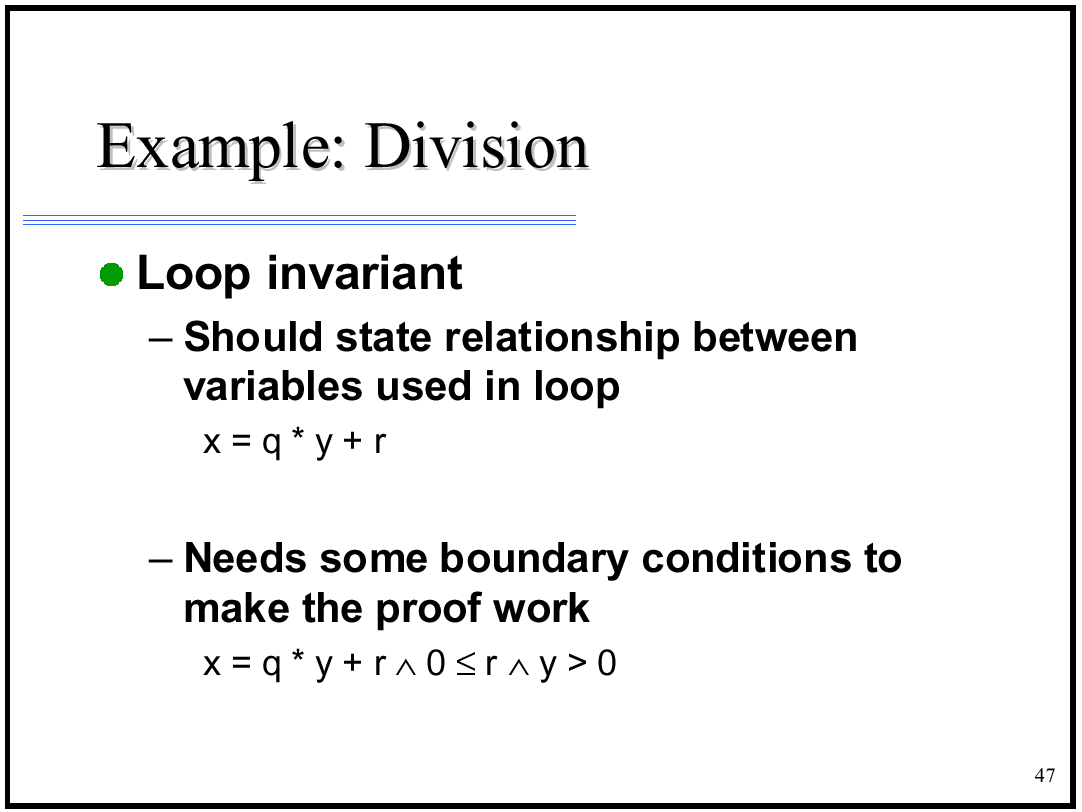 Example: Division
Loop invariant
– Should state relationship between
variables used in loop
x = q * y + r
– Needs some boundary conditions to
make the proof work
x = q * y + r ∧ 0 ≤ r ∧ y > 0
47